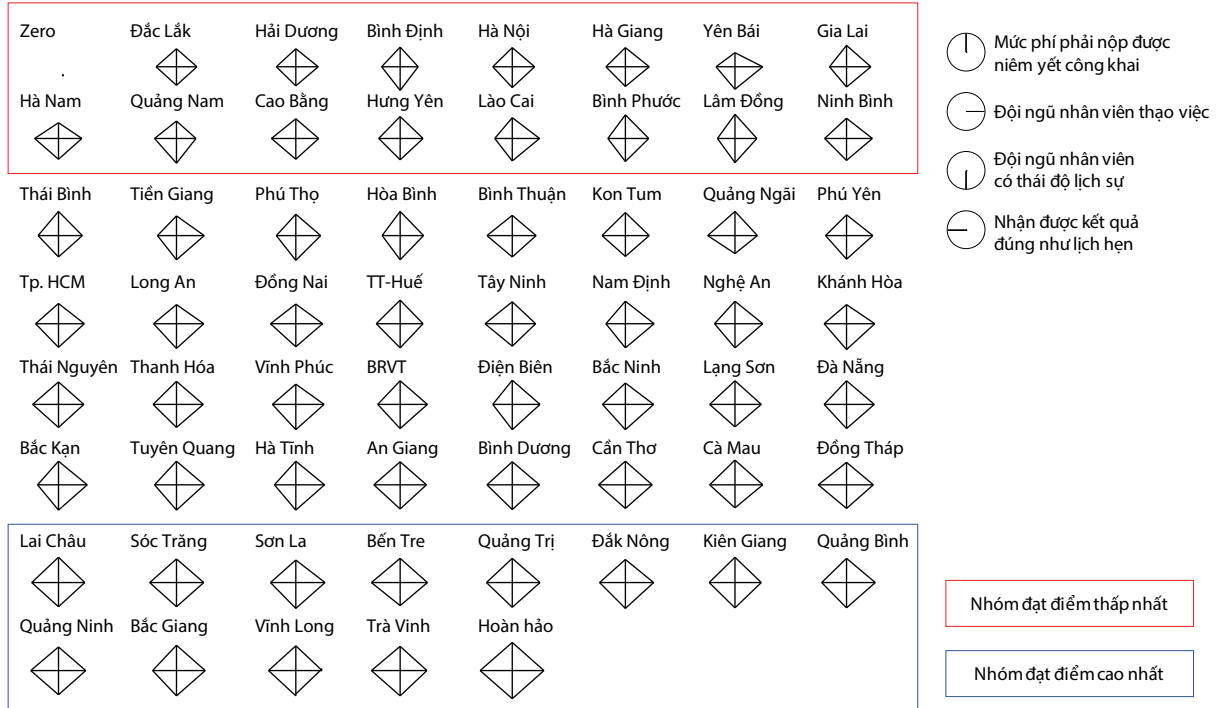 Zero Đắc Lắk Hải Dương Bình Định Hà Nội Hà Giang Yên Bái Gia Lai
Hà Nam Quảng Nam Cao Bằng Hưng Yên Lào Cai Bình Phước Lâm Đồng Ninh Bình
Thái Bình Tiền Giang Phú Thọ Hòa Bình Bình Thuận Kon Tum Quảng Ngãi Phú Yên
Tp. HCM Long An Đồng Nai TT-Huế Tây Ninh Nam Định Nghệ An Khánh Hòa
Thái Nguyên Thanh Hóa Vĩnh Phúc BRVT Điện Biên Bắc Ninh Lạng Sơn Đà Nẵng
Bắc Kạn Tuyên Quang Hà Tĩnh An Giang Bình Dương Cần Thơ Cà Mau Đồng Tháp
Lai Châu Sóc Trăng Sơn La Bến Tre Quảng Trị Đắk Nông Kiên Giang Quảng Bình
Quảng Ninh Bắc Giang Vĩnh Long Trà Vinh Hoàn hảo
Mức phí phải nộp được
niêm yết công khai
Đội ngũ nhân viên thạo việc
Đội ngũ nhân viên
có thái độ lịch sự
Nhận được kết quả
đúng như lịch hẹn
Nhóm đạt điểm thấp nhất
Nhóm đạt điểm cao nhất